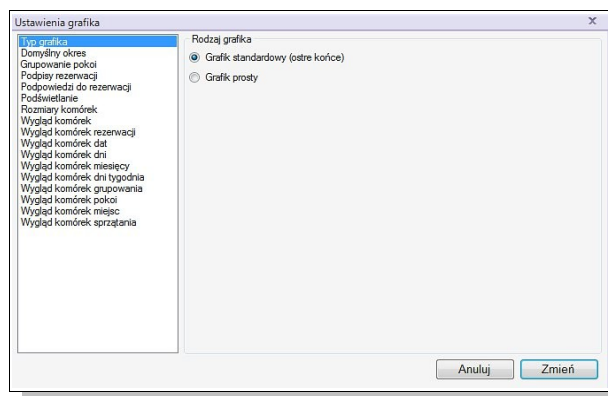 Ustawienia grafika
x
Typ grafika
Domyślny okres
Grupowanie pokoi
Podpisy rezerwacji
Podpowiedzi do rezerwacji
Podświetlanie
Rozmiary komórek
Wygląd komórek
Wygląd komórek rezerwacji
Wygląd komórek dat
Wygląd komórek dni
Wygląd komórek miesięcy
Wygląd komórek dni tygodnia
Wygląd komórek grupowania
Wygląd komórek pokoi
Wygląd komórek miejsc
Wygląd komórek sprzątania
Rodzaj grafika
Grafik standardowy (ostre końce)
Grafik prosty
Anuluj
Zmień